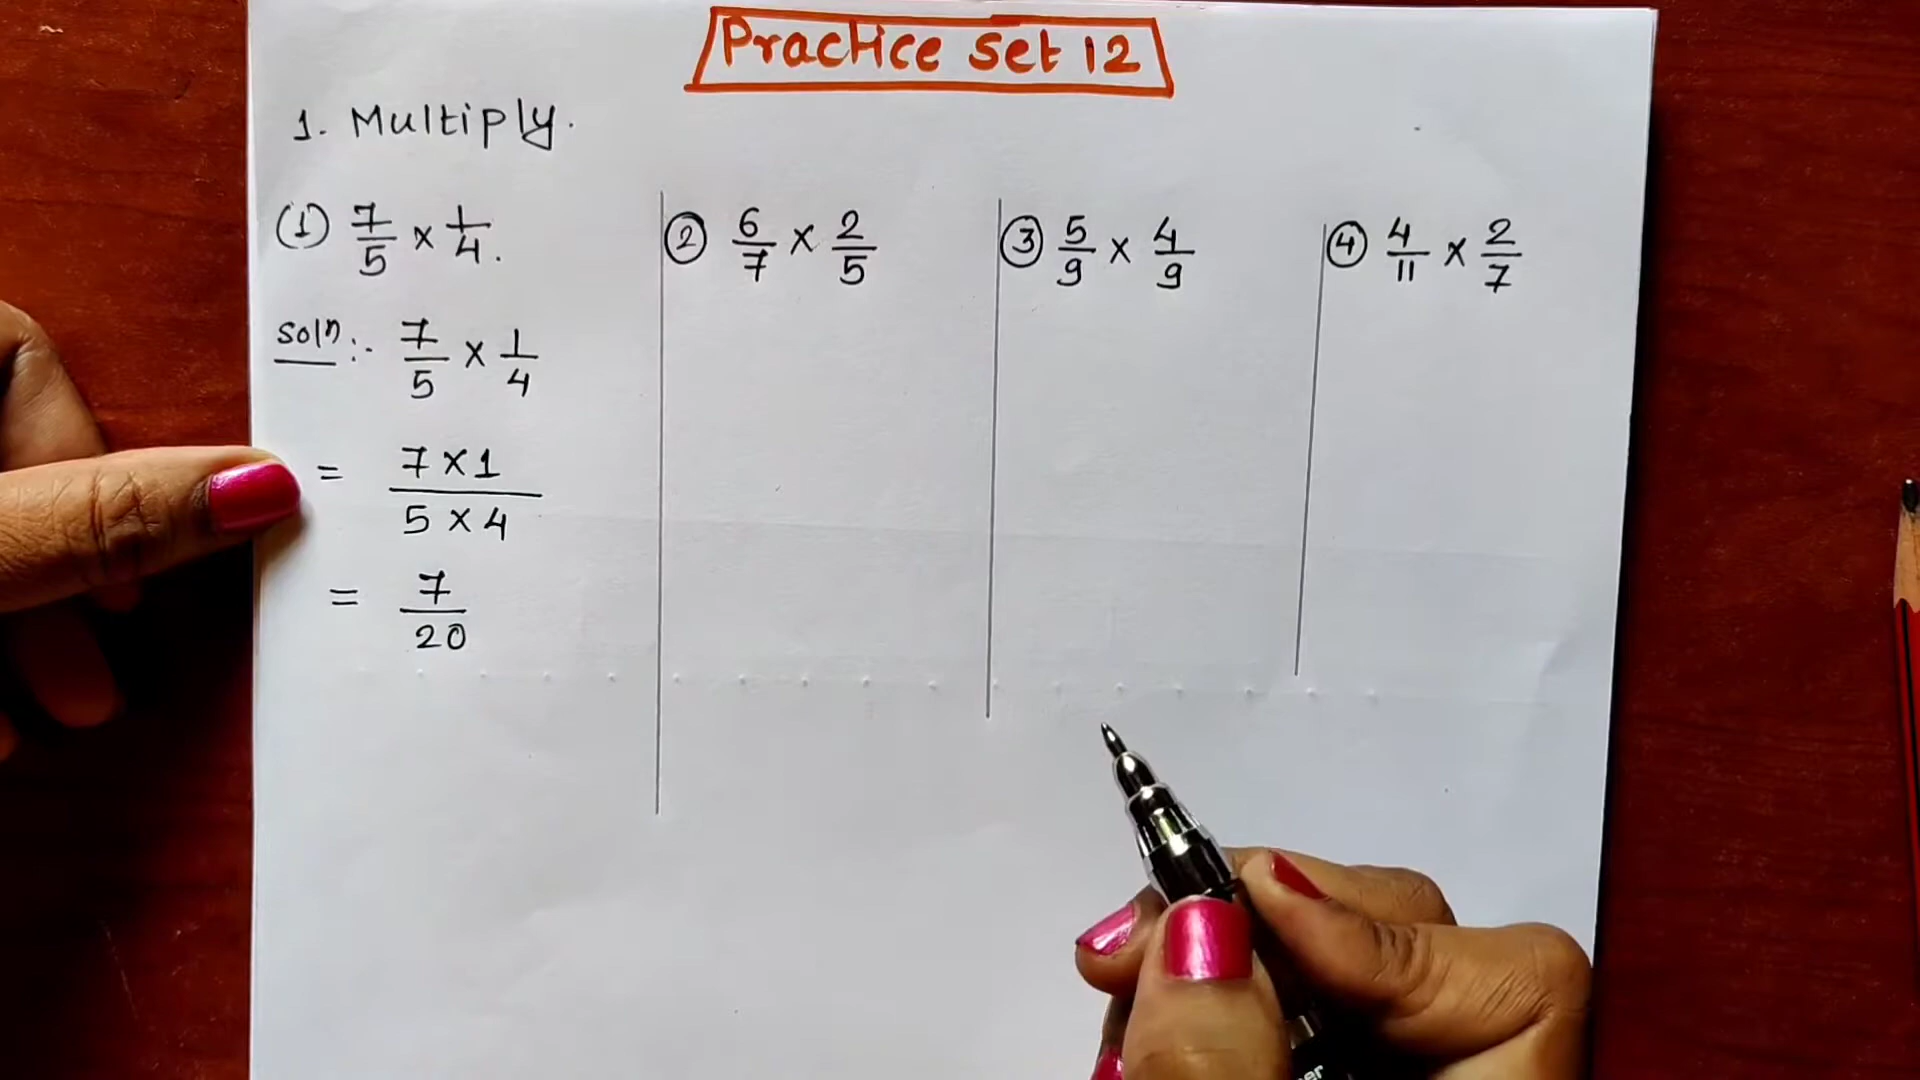 Practice Set 12
1. Multiply.
(1) 7/5 × 1/4.
② 6/7 × 2/5
③ 5/9 × 4/9
④ 4/11 × 2/7
Soln :- 7/5 × 1/4
= 7 × 1 / 5 × 4
= 7/20